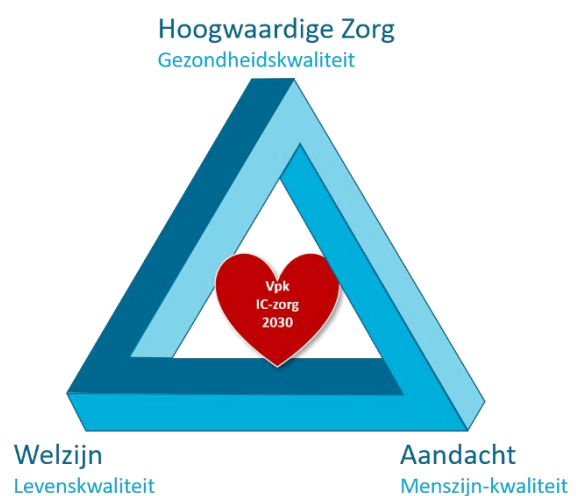 Hoogwaardige Zorg
Gezondheidskwaliteit
Vpk
IC-zorg
2030
Welzijn
Levenskwaliteit
Aandacht
Menszijn-kwaliteit